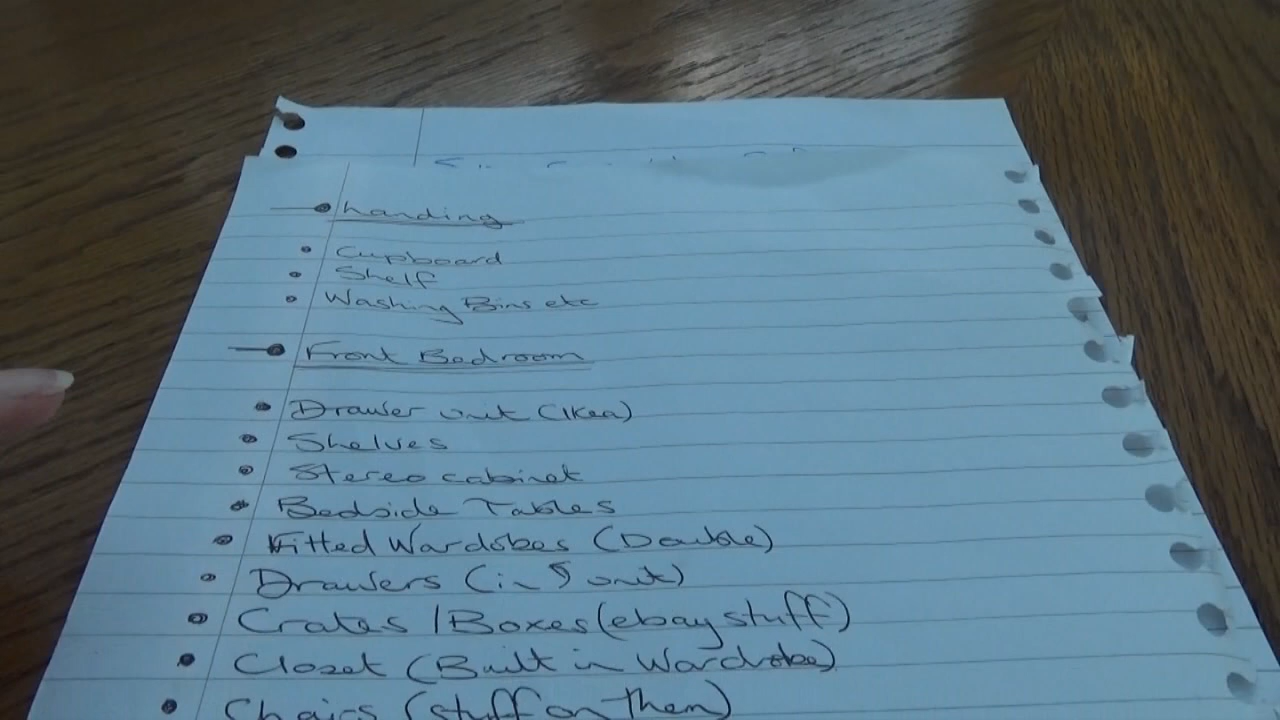 Landing
Cupboard
Shelf
Washing Bins etc
Front Bedroom
Drawer unit (Ikea)
Shelves
Stereo cabinet
Bedside Tables
Fitted Wardobes (Double)
Drawers (in unit)
Crates / Boxes (ebay stuff)
Closet (Built in Wardrobe)
Chairs (stuff on them)